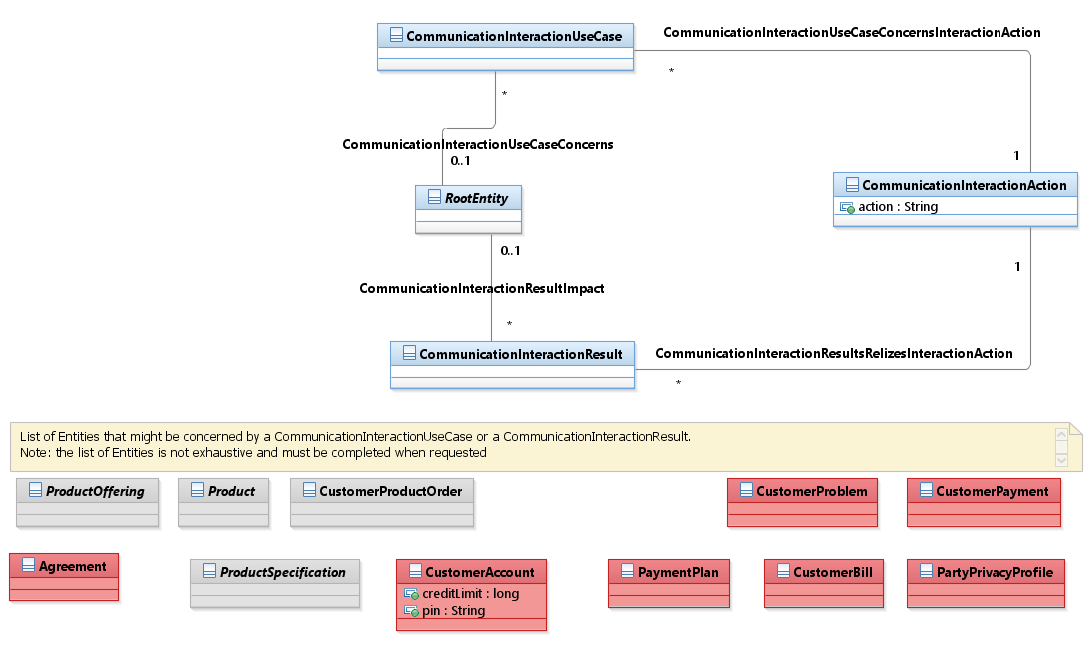 CommunicationInteractionUseCase
CommunicationInteractionUseCaseConcernsInteractionAction
*
*
CommunicationInteractionUseCaseConcerns
0..1
1
RootEntity
CommunicationInteractionAction
action : String
0..1
1
CommunicationInteractionResultImpact
*
CommunicationInteractionResult
CommunicationInteractionResultsRelizesInteractionAction
*
List of Entities that might be concerned by a CommunicationInteractionUseCase or a CommunicationInteractionResult.
Note: the list of Entities is not exhaustive and must be completed when requested
ProductOffering
Product
CustomerProductOrder
CustomerProblem
CustomerPayment
Agreement
ProductSpecification
CustomerAccount
creditLimit : long
pin : String
PaymentPlan
CustomerBill
PartyPrivacyProfile